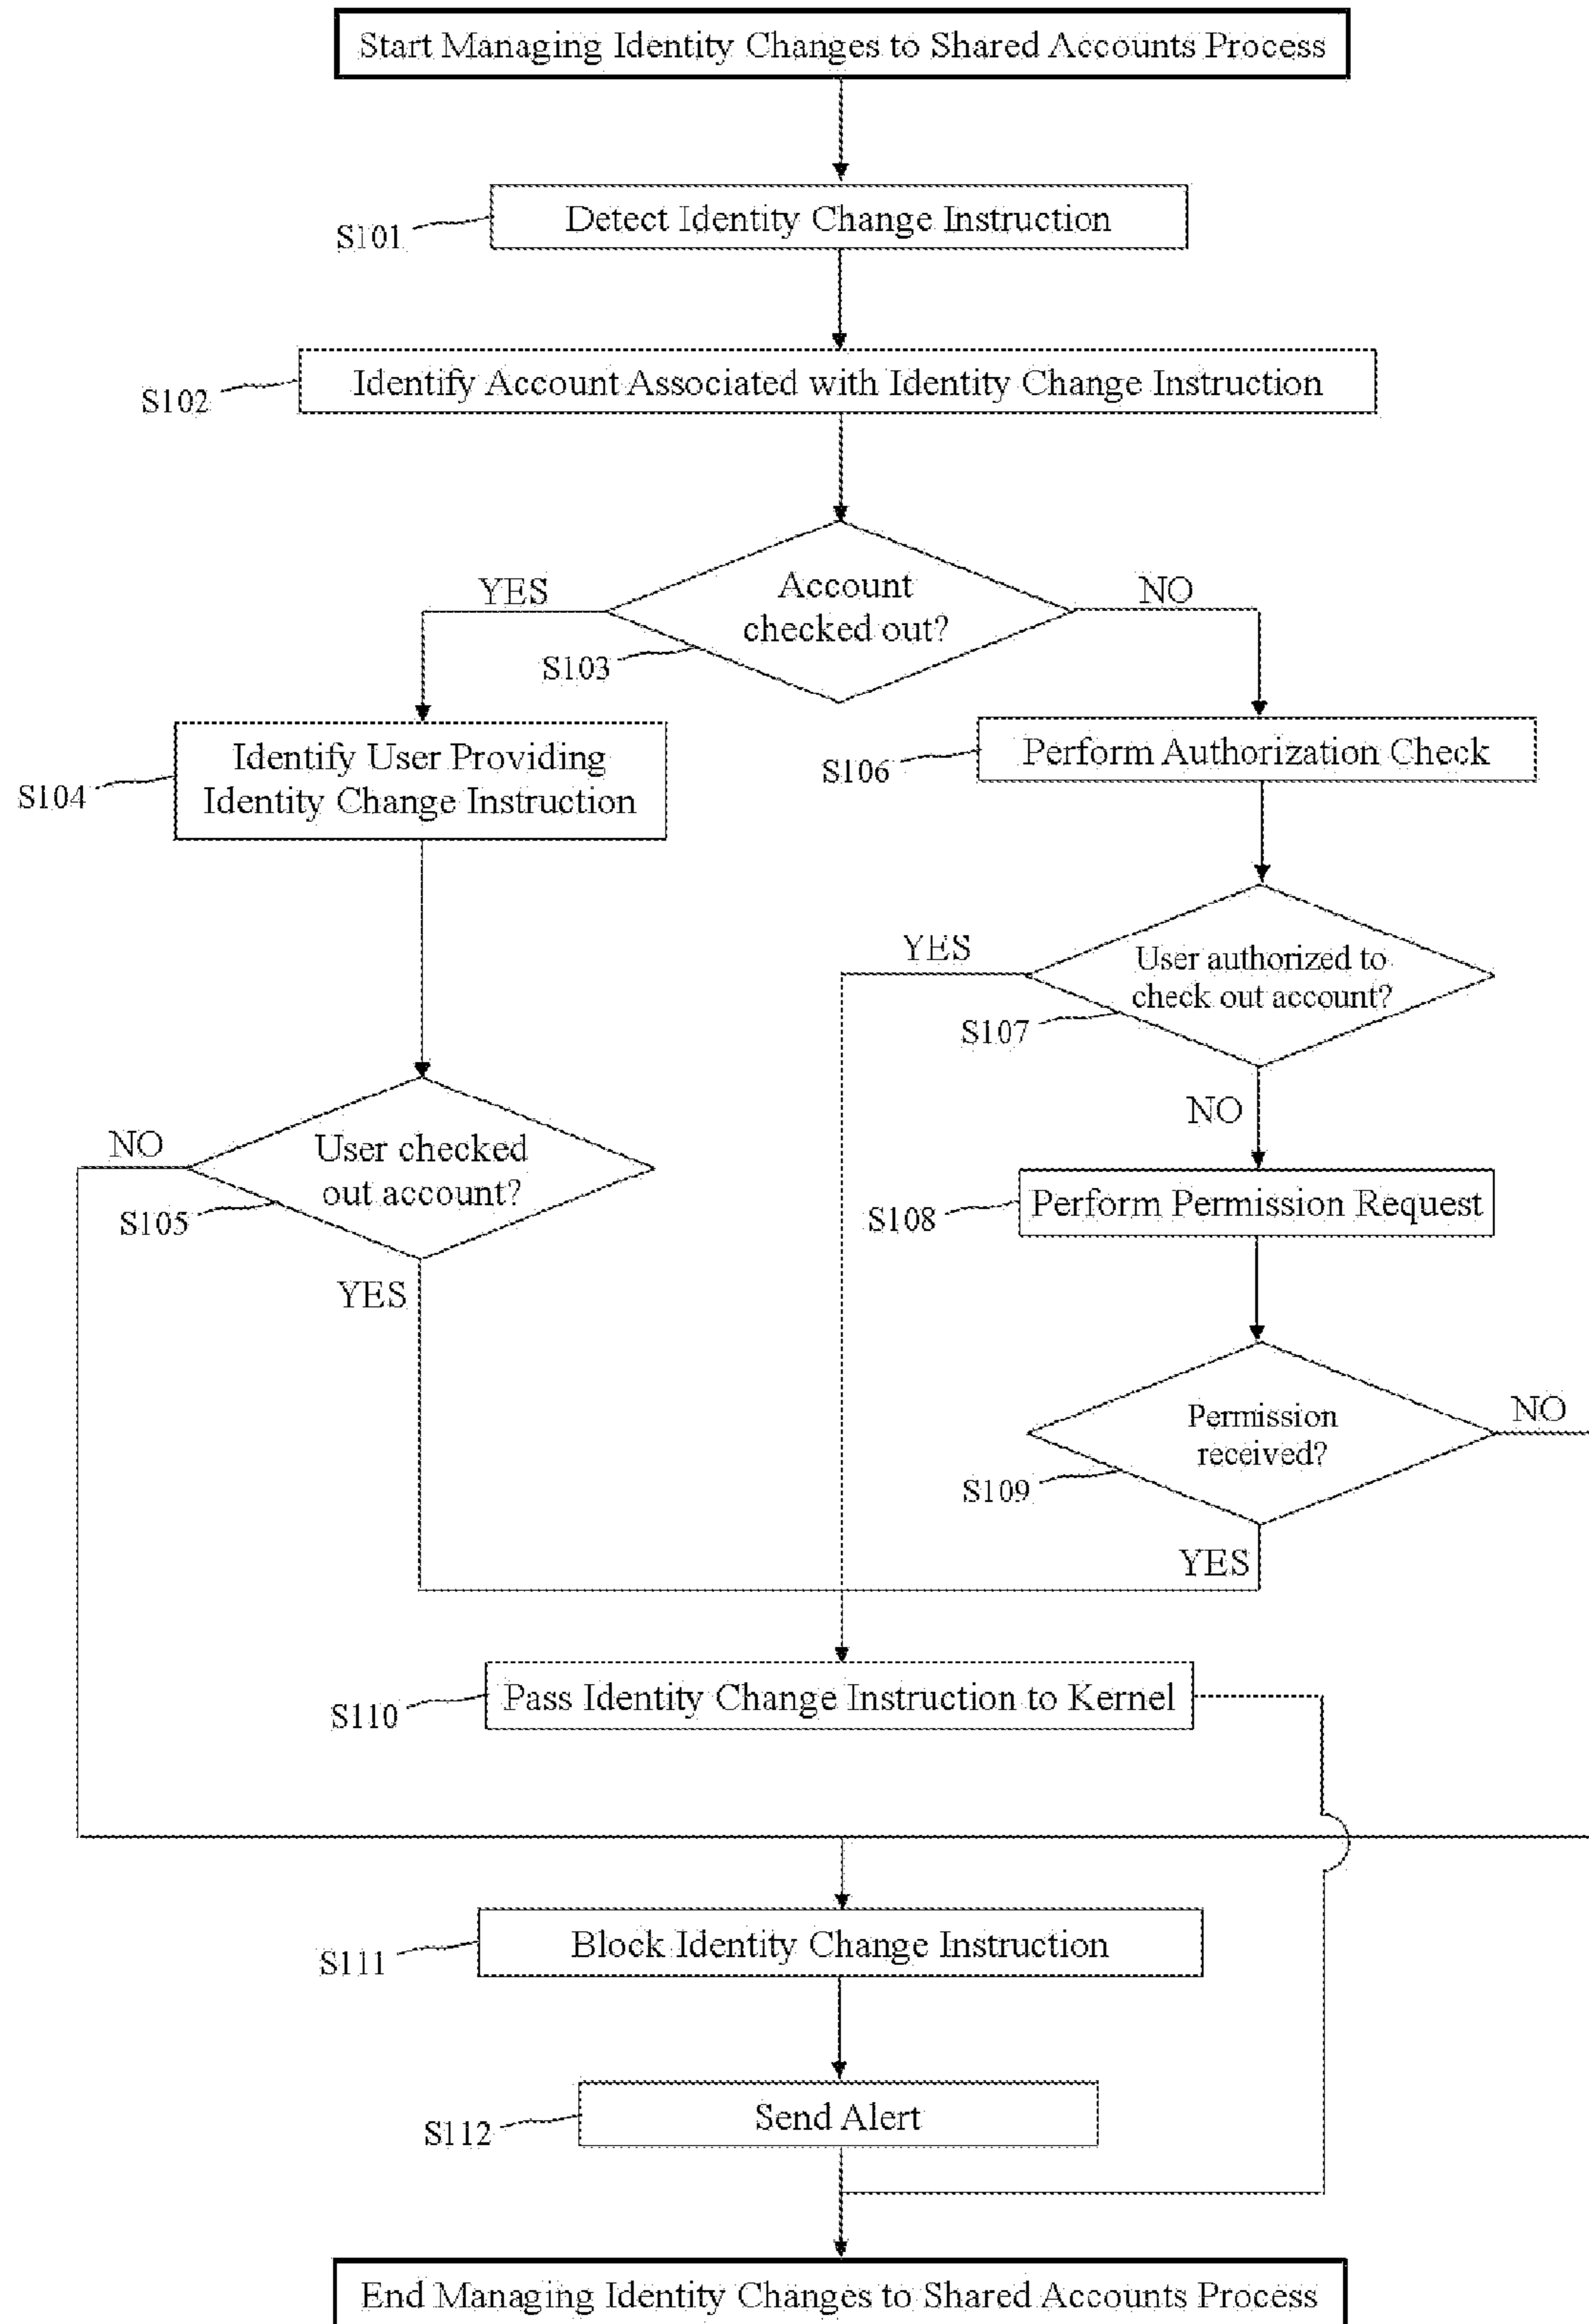 Start Managing Identity Changes to Shared Accounts Process
Detect Identity Change Instruction
S101
Identify Account Associated with Identity Change Instruction
S102
Account
checked out?
YES
NO
S103
Identify User Providing
Identity Change Instruction
S104
Perform Authorization Check
S106
User authorized to
check out account?
YES
S107
NO
User checked
out account?
NO
S105
YES
Perform Permission Request
S108
Permission
received?
NO
S109
YES
Pass Identity Change Instruction to Kernel
S110
Block Identity Change Instruction
S111
Send Alert
S112
End Managing Identity Changes to Shared Accounts Process